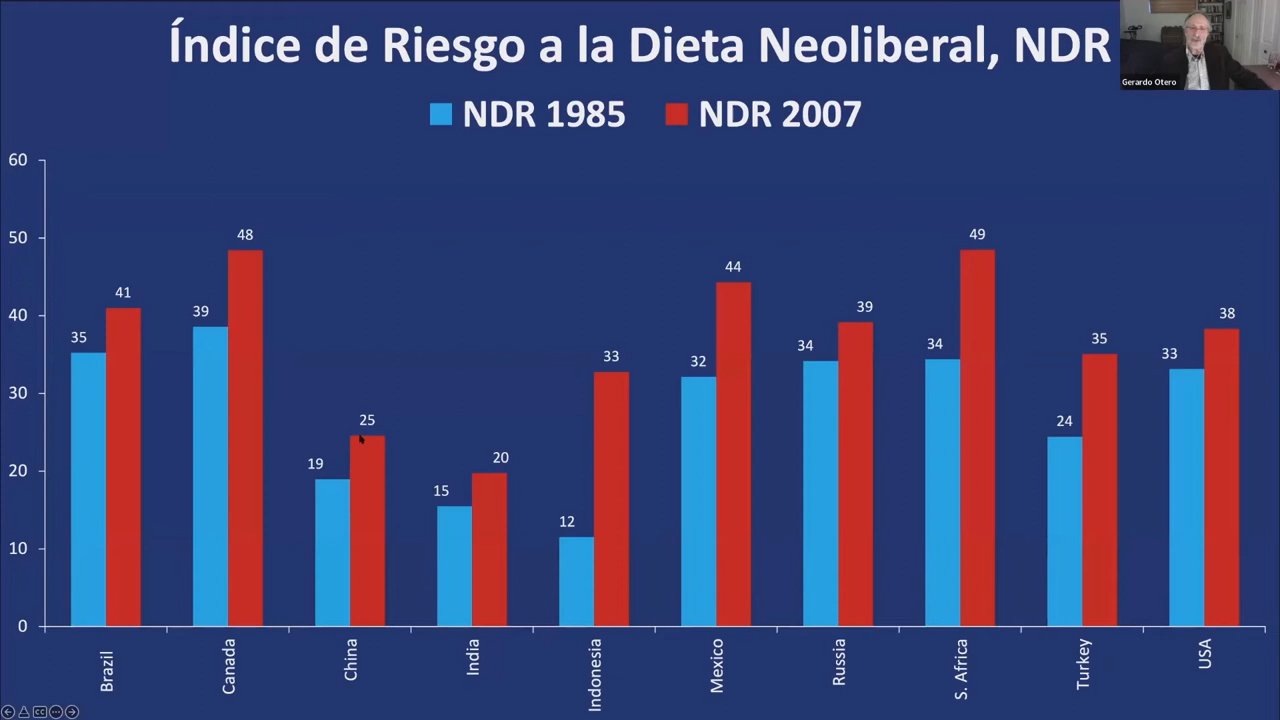 Índice de Riesgo a la Dieta Neoliberal, NDR
Gerardo Otero
NDR 1985 NDR 2007
60
50
40
30
20
10
0
35 41
39 48
19 25
15 20
12 33
32 44
34 39
34 49
24 35
33 38
Brazil
Canada
China
India
Indonesia
Mexico
Russia
S. Africa
Turkey
USA
CC